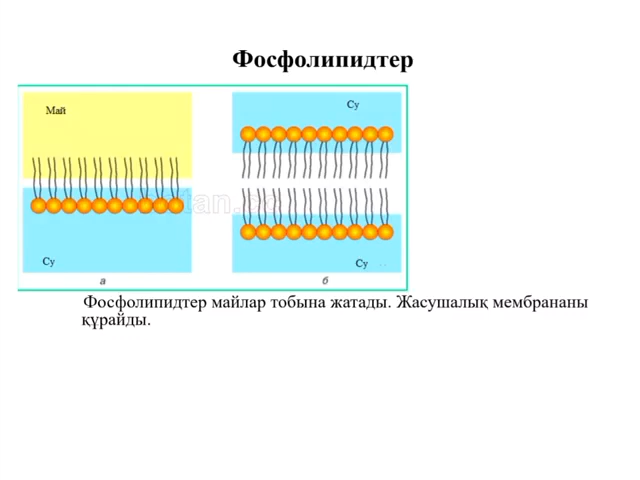 Фосфолипидтер
Май
Су
Су
Су
а
б
Фосфолипидтер майлар тобына жатады. Жасушалық мембрананы
құрайды.